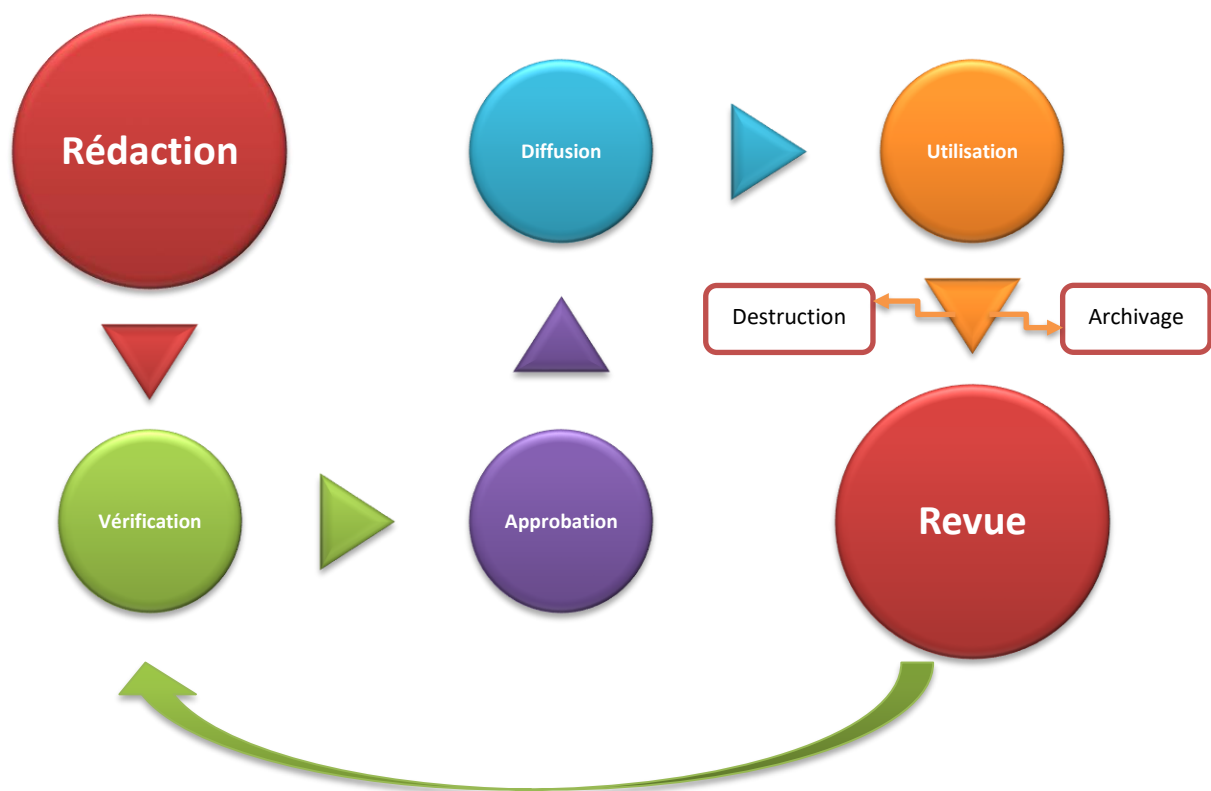 Rédaction
Diffusion
Utilisation
Destruction
Archivage
Vérification
Approbation
Revue